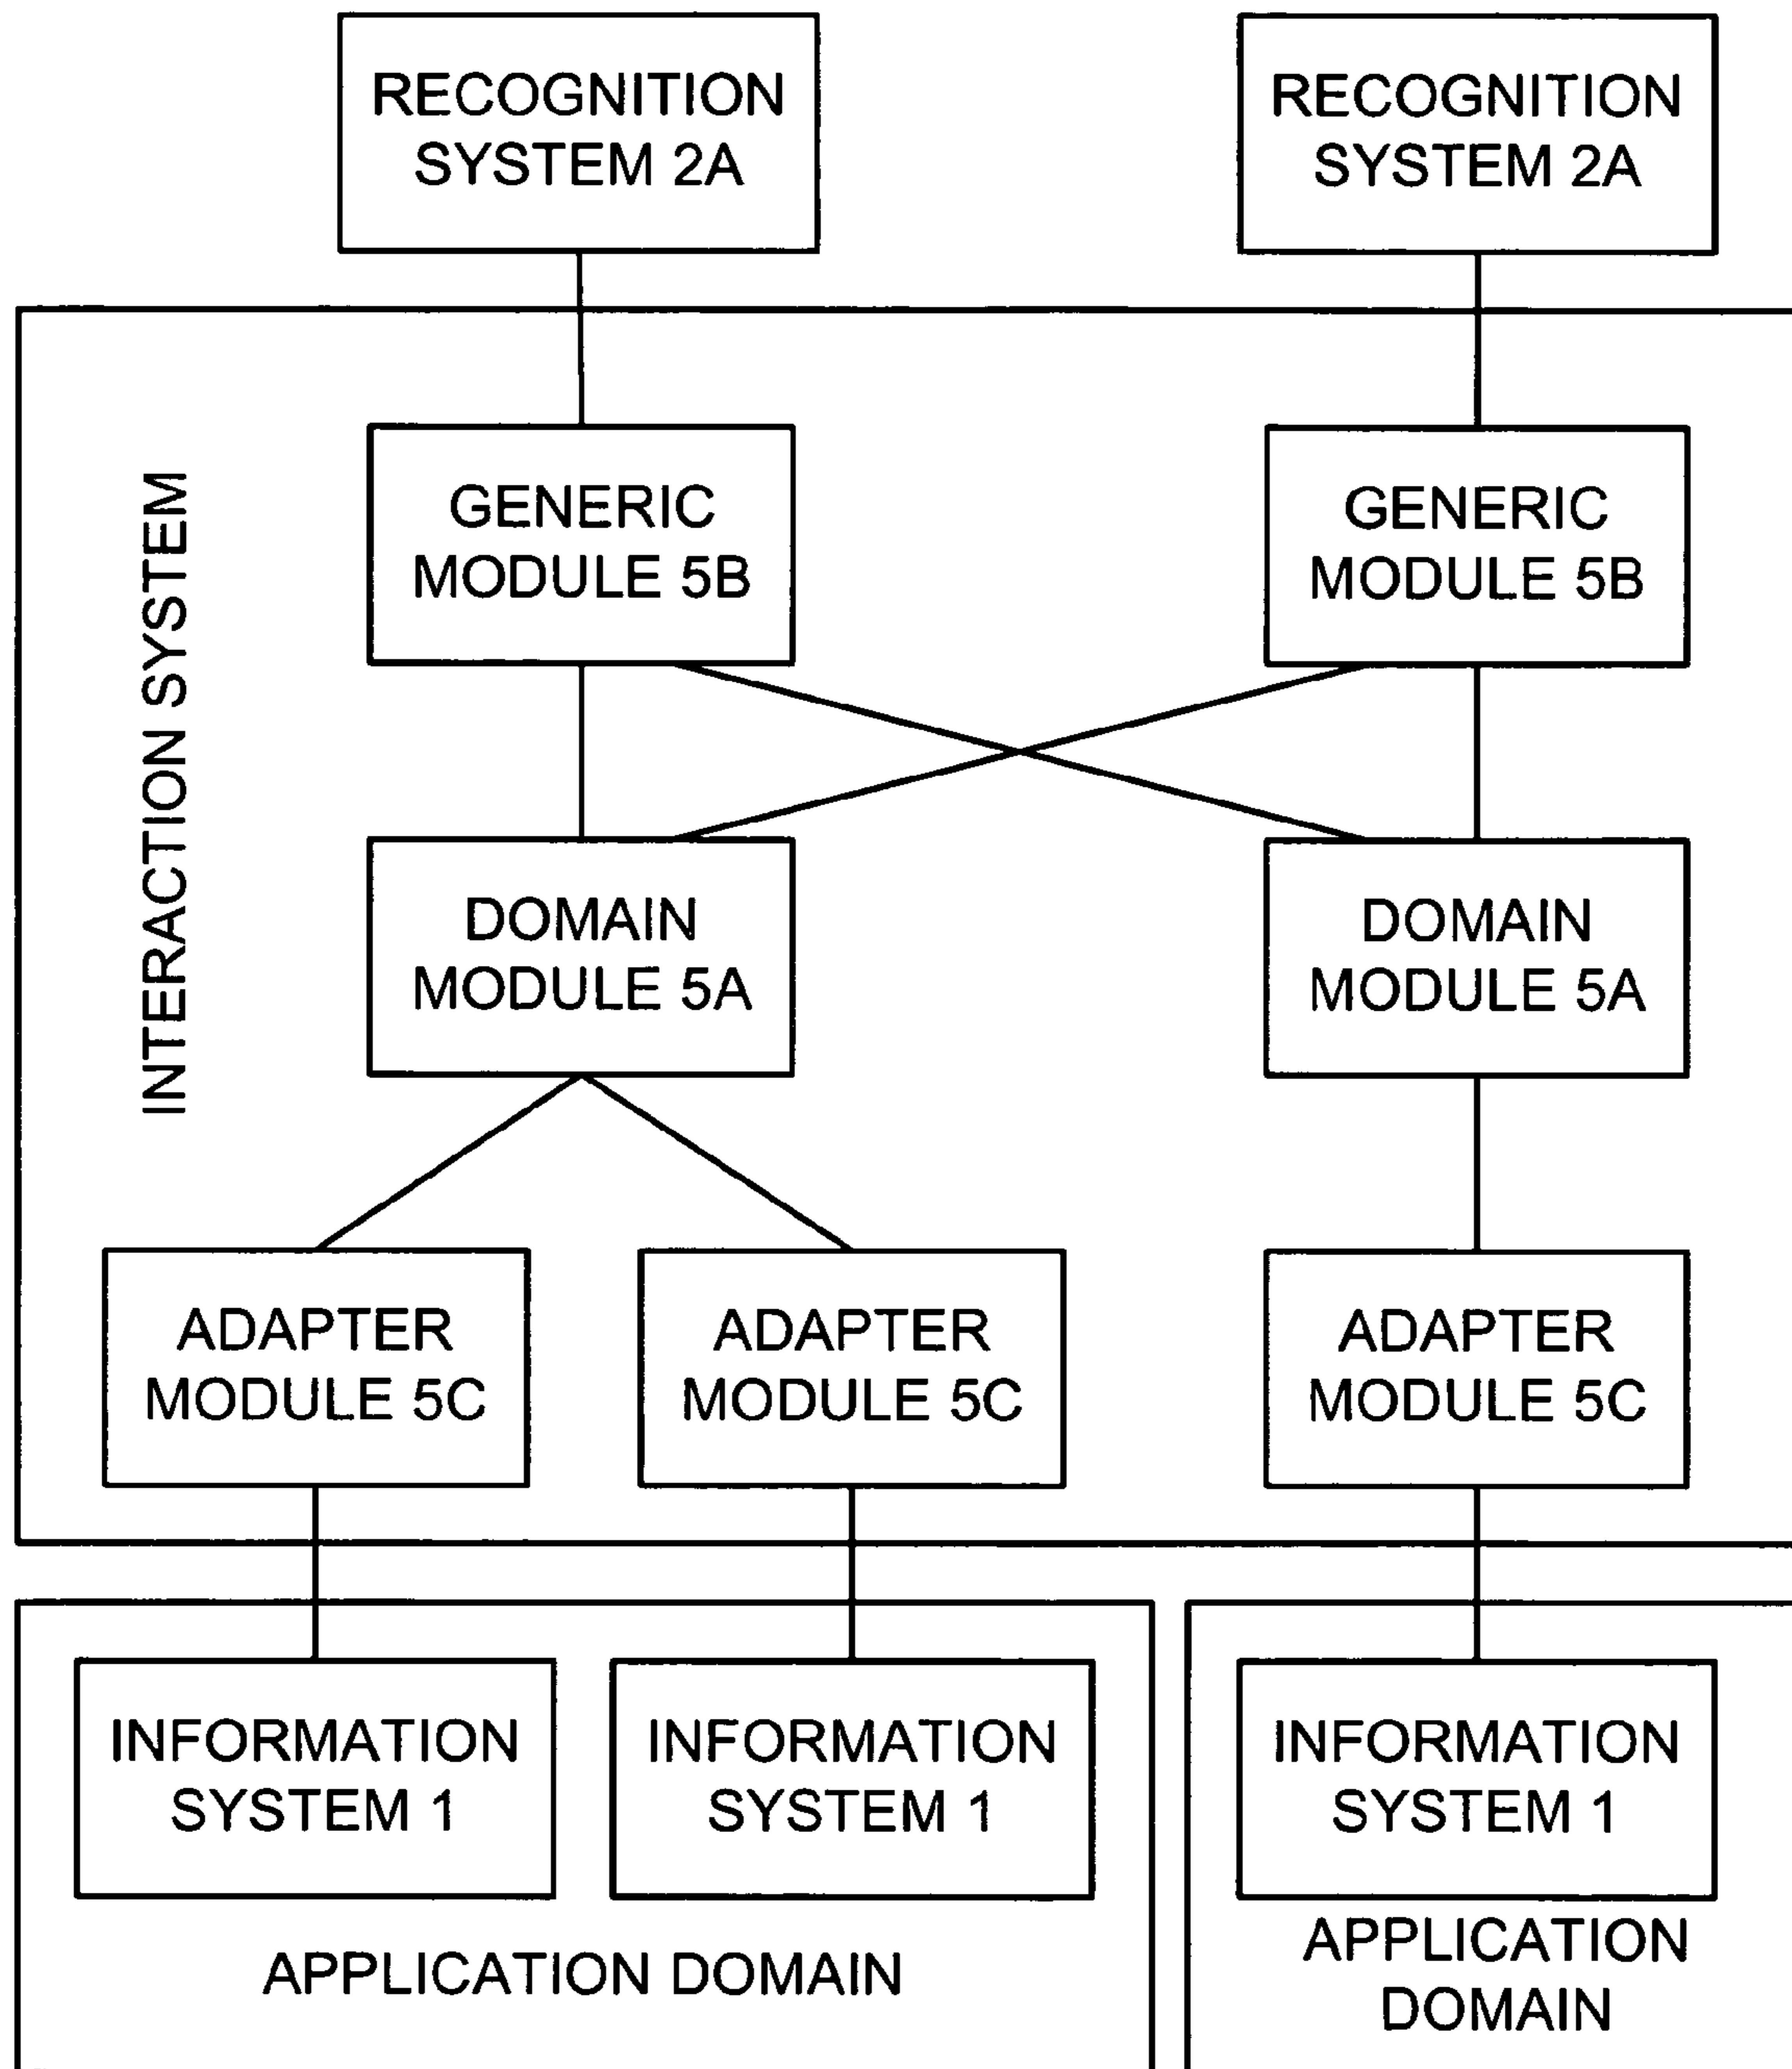 RECOGNITION
SYSTEM 2A
RECOGNITION
SYSTEM 2A
INTERACTION SYSTEM
GENERIC
MODULE 5B
GENERIC
MODULE 5B
DOMAIN
MODULE 5A
DOMAIN
MODULE 5A
ADAPTER
MODULE 5C
ADAPTER
MODULE 5C
ADAPTER
MODULE 5C
INFORMATION
SYSTEM 1
INFORMATION
SYSTEM 1
APPLICATION DOMAIN
INFORMATION
SYSTEM 1
APPLICATION
DOMAIN